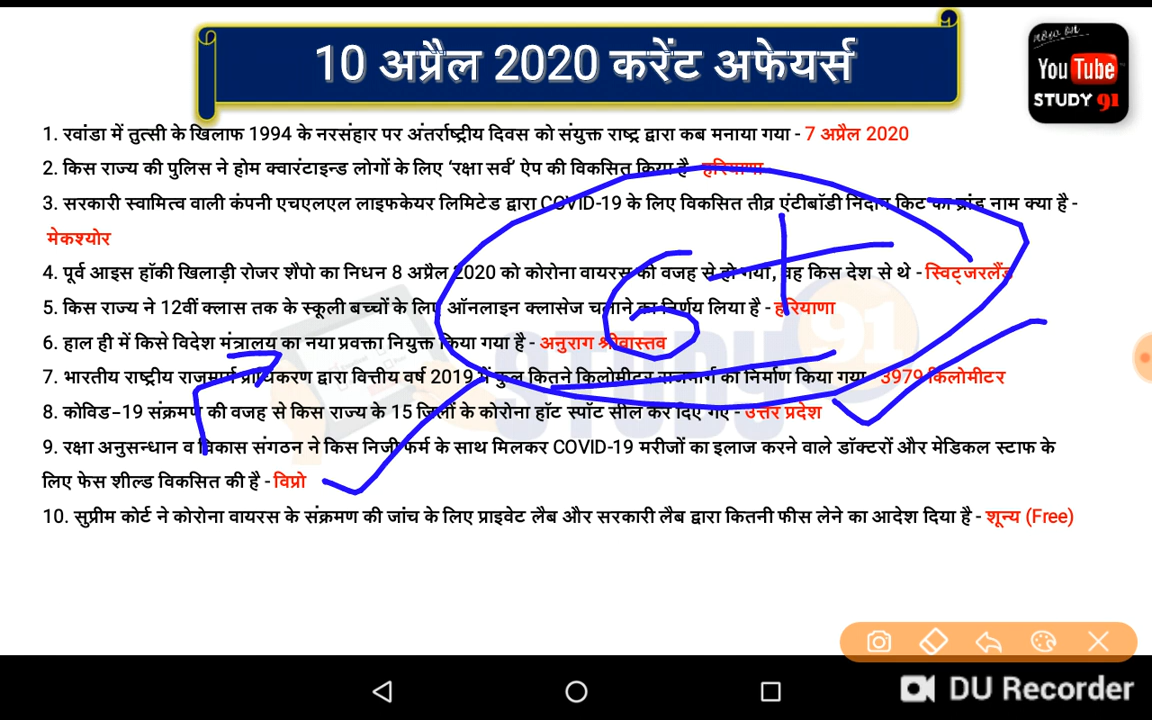 10 अप्रैल 2020 करेंट अफेयर्स
now on
You Tube
STUDY 91
1. रवांडा में तुत्सी के खिलाफ 1994 के नरसंहार पर अंतर्राष्ट्रीय दिवस को संयुक्त राष्ट्र द्वारा कब मनाया गया - 7 अप्रैल 2020
2. किस राज्य की पुलिस ने होम क्वारंटाइन्ड लोगों के लिए ‘रक्षा सर्व’ ऐप की विकसित किया है - हरियाणा
3. सरकारी स्वामित्व वाली कंपनी एचएलएल लाइफकेयर लिमिटेड द्वारा COVID-19 के लिए विकसित तीव्र एंटीबॉडी निदान किट का ब्रांड नाम क्या है -
मेकश्योर
4. पूर्व आइस हॉकी खिलाड़ी रोजर शैपो का निधन 8 अप्रैल 2020 को कोरोना वायरस की वजह से हो गया, वह किस देश से थे - स्विट्जरलैंड
5. किस राज्य ने 12वीं क्लास तक के स्कूली बच्चों के लिए ऑनलाइन क्लासेज चलाने का निर्णय लिया है - हरियाणा
6. हाल ही में किसे विदेश मंत्रालय का नया प्रवक्ता नियुक्त किया गया है - अनुराग श्रीवास्तव
7. भारतीय राष्ट्रीय राजमार्ग प्राधिकरण द्वारा वित्तीय वर्ष 2019 में कुल कितने किलोमीटर राजमार्ग का निर्माण किया गया - 3979 किलोमीटर
8. कोविड-19 संक्रमण की वजह से किस राज्य के 15 जिलों के कोरोना हॉट स्पॉट सील कर दिए गए - उत्तर प्रदेश
9. रक्षा अनुसन्धान व विकास संगठन ने किस निजी फर्म के साथ मिलकर COVID-19 मरीजों का इलाज करने वाले डॉक्टरों और मेडिकल स्टाफ के
लिए फेस शील्ड विकसित की है - विप्रो
10. सुप्रीम कोर्ट ने कोरोना वायरस के संक्रमण की जांच के लिए प्राइवेट लैब और सरकारी लैब द्वारा कितनी फीस लेने का आदेश दिया है - शून्य (Free)
STUDY 91
DU Recorder